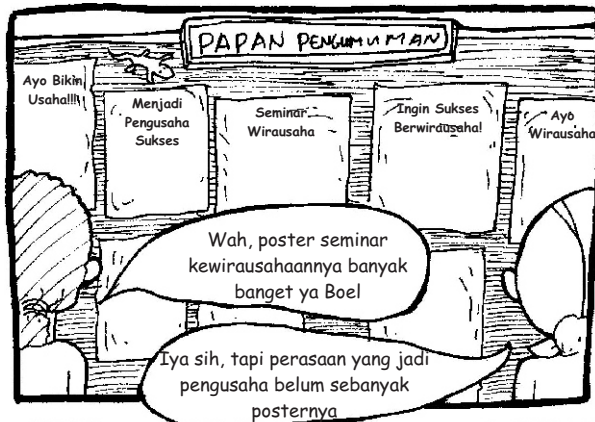 PAPAN PENGUMUMAN
Ayo Bikin
Usaha!!!
Menjadi
Pengusaha
Sukses
Seminar
Wirausaha
Ingin Sukses
Berwirausaha!
Ayo
Wirausaha
Wah, poster seminar
kewirausahaannya banyak
banget ya Boel
Iya sih, tapi perasaan yang jadi
pengusaha belum sebanyak
posternya